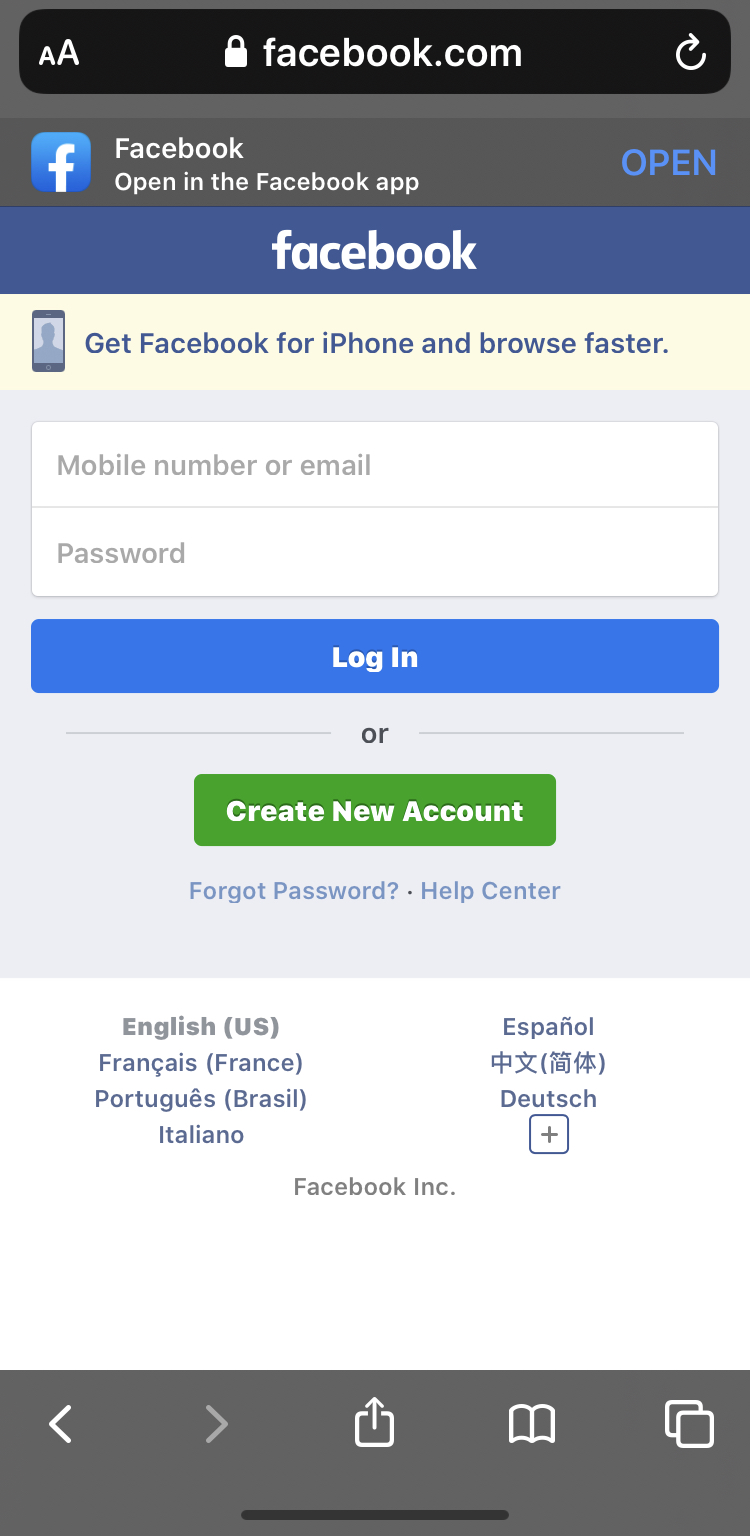 AA facebook.com
Facebook
Open in the Facebook app
OPEN
facebook
Get Facebook for iPhone and browse faster.
Mobile number or email
Password
Log In
or
Create New Account
Forgot Password? · Help Center
English (US) Español
Français (France) 中文(简体)
Português (Brasil) Deutsch
Italiano +
Facebook Inc.